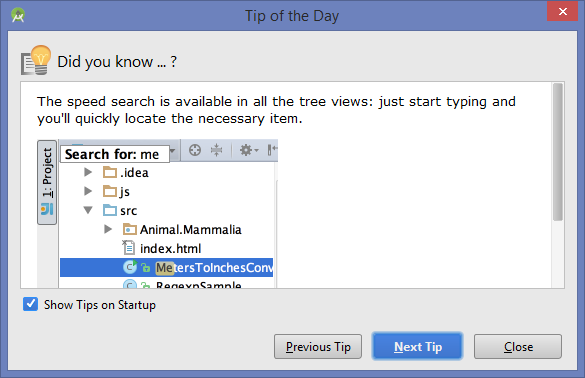 Tip of the Day
Did you know ... ?
The speed search is available in all the tree views: just start typing and
you'll quickly locate the necessary item.
Search for: me
1: Project
.idea
js
src
Animal.Mammalia
index.html
MetersToInchesConv
RegexpSample
Show Tips on Startup
Previous Tip
Next Tip
Close